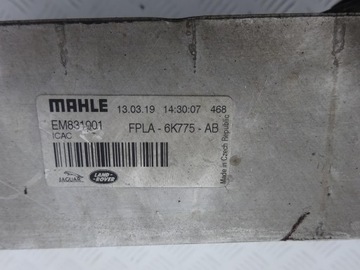 MAHLE 13.03.19 14:30:07 468
EM831001 FPLA - 6K775 - AB
ICAC
Made in Czech Republic
JAGUAR LAND ROVER